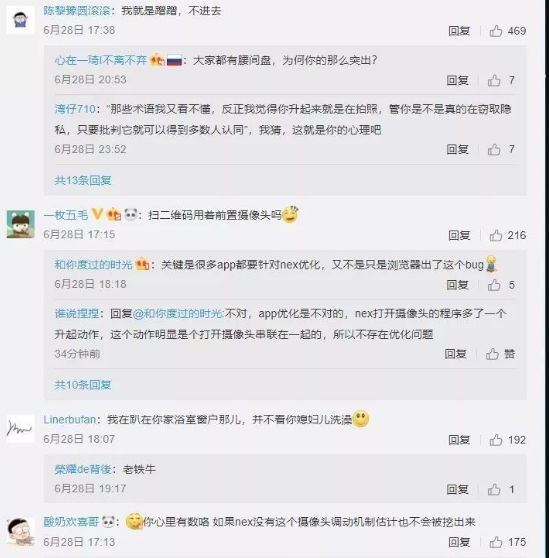 陈黎豫圆滚滚：我就是蹭蹭，不进去
6月28日 17:38
回复 469
心在一琦I不离不弃：大家都有腰间盘，为何你的那么突出？
6月28日 20:53
回复 7
湾仔710：“那些术语我又看不懂，反正我觉得你升起来就是在拍照，管你是不是真的在窃取隐
私，只要批判它就可以得到多数人认同”，我猜，这就是你的心理吧
6月28日 23:52
回复 7
共13条回复
一枚五毛：扫二维码用着前置摄像头吗
6月28日 17:15
回复 216
和你度过的时光：关键是很多app都要针对nex优化，又不是只是浏览器出了这个bug
6月28日 18:18
回复 5
谁说捏捏：回复@和你度过的时光:不对，app优化是不对的，nex打开摄像头的程序多了一个
升起动作，这个动作明显是个打开摄像头串联在一起的，所以不存在优化问题
34分钟前
回复 赞
共10条回复
Linerbufan：我在趴在你家浴室窗户那儿，并不看你媳妇儿洗澡
6月28日 18:07
回复 192
榮耀de背後：老铁牛
6月28日 19:17
回复 1
酸奶欢喜哥：你心里有数咯 如果nex没有这个摄像头调动机制估计也不会被挖出来
6月28日 17:13
回复 175